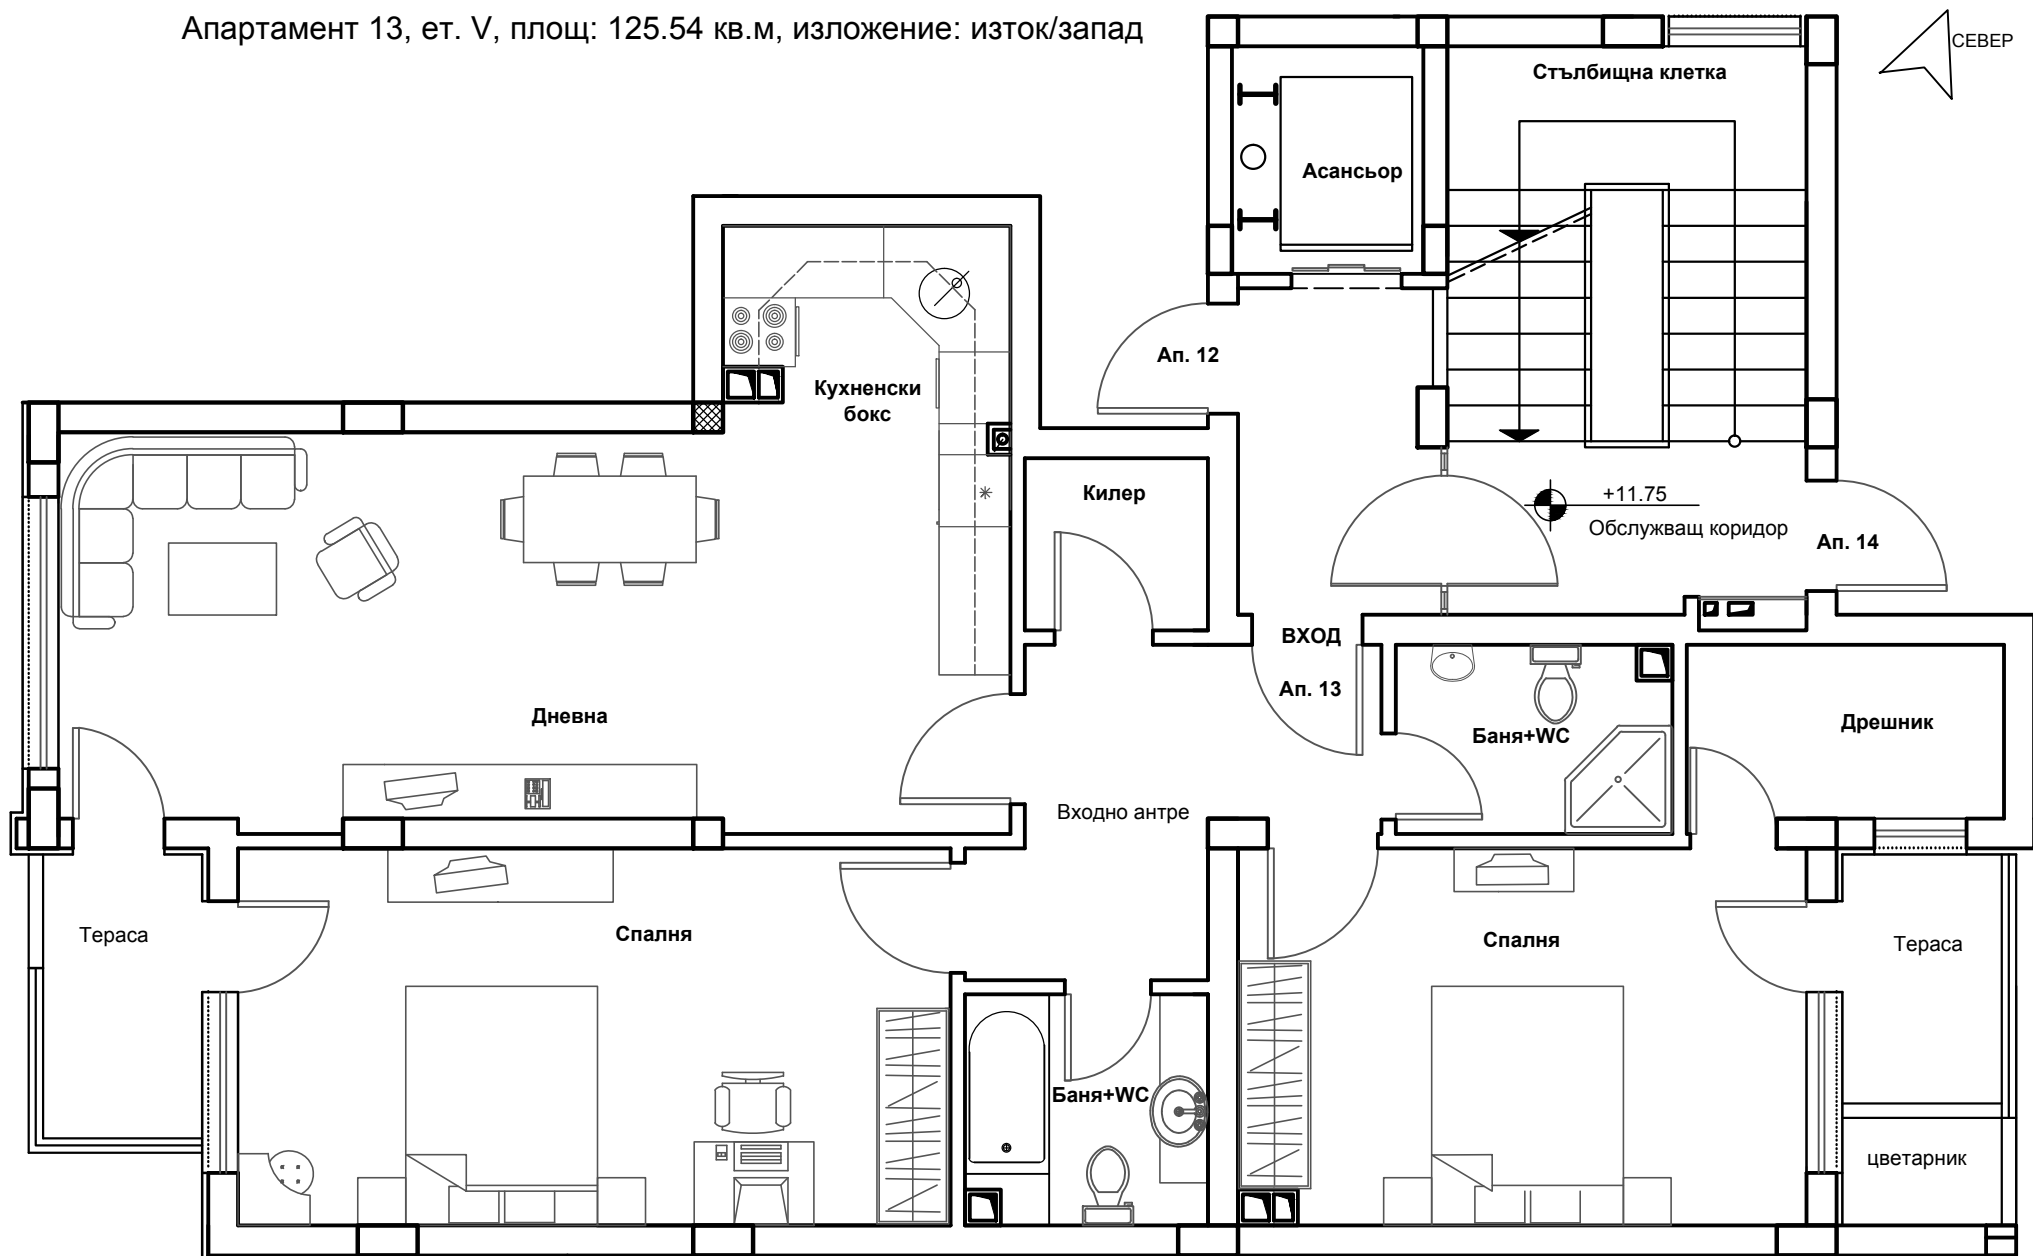 Апартамент 13, ет. V, площ: 125.54 кв.м, изложение: изток/запад
СЕВЕР
Стълбищна клетка
Асансьор
Ап. 12
Кухненски
бокс
Килер
+11.75
Обслужващ коридор
Ап. 14
ВХОД
Ап. 13
Дневна
Баня+WC
Дрешник
Входно антре
Тераса
Спалня
Спалня
Тераса
Баня+WC
цветарник